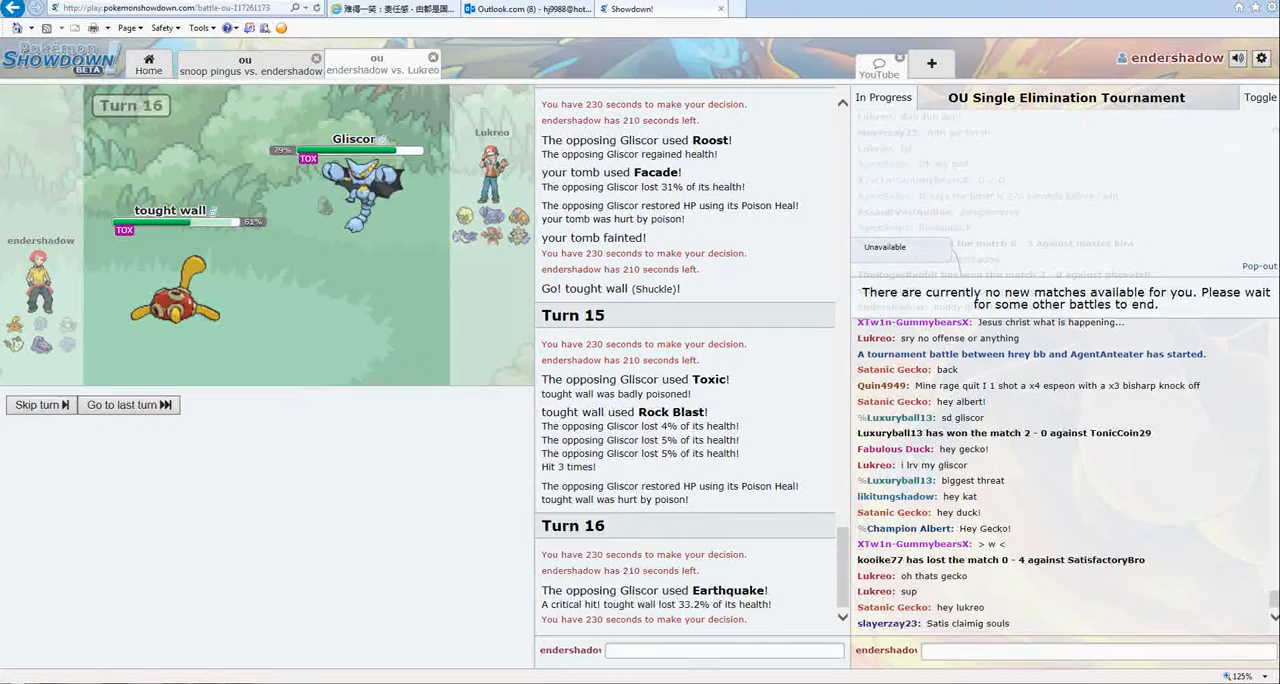 http://play.pokemonshowdown.com/battle-ou-117261173
Outlook.com (8) - hj9988@hot...
Showdown!
Page
Safety
Tools
Pokémon
SHOWDOWN
BETA
Home
ou
snoop pingus vs. endershadow
ou
endershadow vs. Lukreo
YouTube
+
endershadow
Turn 16
Gliscor
79%
TOX
Lukreo
tought wall
61%
TOX
endershadow
Skip turn
Go to last turn
You have 230 seconds to make your decision.
endershadow has 210 seconds left.
The opposing Gliscor used Roost!
The opposing Gliscor regained health!
your tomb used Facade!
The opposing Gliscor lost 31% of its health!
The opposing Gliscor restored HP using its Poison Heal!
your tomb was hurt by poison!
your tomb fainted!
You have 230 seconds to make your decision.
endershadow has 210 seconds left.
Go! tought wall (Shuckle)!
Turn 15
You have 230 seconds to make your decision.
endershadow has 210 seconds left.
The opposing Gliscor used Toxic!
tought wall was badly poisoned!
tought wall used Rock Blast!
The opposing Gliscor lost 4% of its health!
The opposing Gliscor lost 5% of its health!
The opposing Gliscor lost 5% of its health!
Hit 3 times!
The opposing Gliscor restored HP using its Poison Heal!
tought wall was hurt by poison!
Turn 16
You have 230 seconds to make your decision.
endershadow has 210 seconds left.
The opposing Gliscor used Earthquake!
A critical hit! tought wall lost 33.2% of its health!
You have 230 seconds to make your decision.
endershadow
In Progress
OU Single Elimination Tournament
Toggle
Lukreo: lol
Unavailable
Pop-out
There are currently no new matches available for you. Please wait
for some other battles to end.
XTw1n-GummybearsX: Jesus christ what is happening...
Lukreo: sry no offense or anything
A tournament battle between hrey bb and AgentAnteater has started.
Satanic Gecko: back
Quin4949: Mine rage quit I 1 shot a x4 espeon with a x3 bisharp knock off
Satanic Gecko: hey albert!
%Luxuryball13: sd gliscor
Luxuryball13 has won the match 2 - 0 against TonicCoin29
Fabulous Duck: hey gecko!
Lukreo: i lrv my gliscor
%Luxuryball13: biggest threat
likitungshadow: hey kat
Satanic Gecko: hey duck!
%Champion Albert: Hey Gecko!
XTw1n-GummybearsX: > w <
kooike77 has lost the match 0 - 4 against SatisfactoryBro
Lukreo: oh thats gecko
Lukreo: sup
Satanic Gecko: hey lukreo
slayerzay23: Satis claimig souls
endershadow
125%